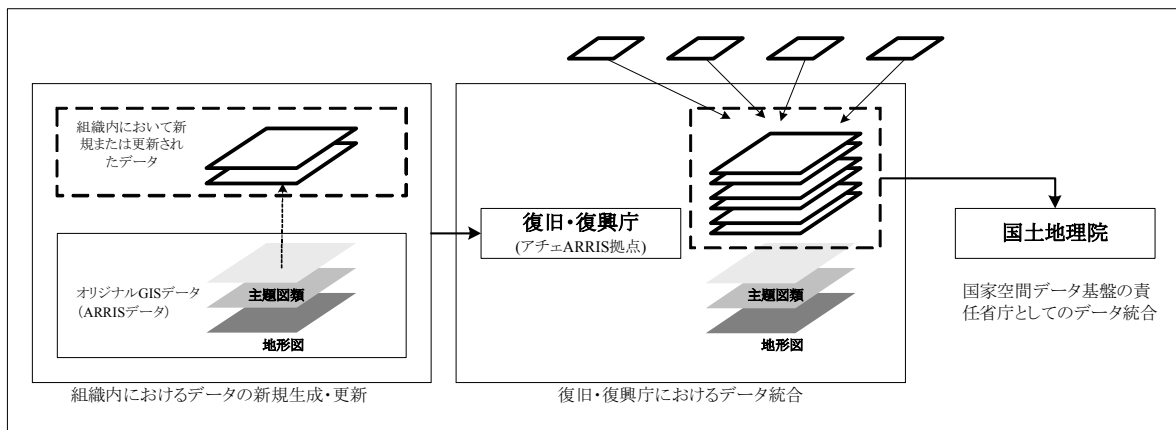 組織内において新
規または更新され
たデータ
オリジナルGISデータ
(ARRISデータ)
主題図類
地形図
組織内におけるデータの新規生成・更新
復旧・復興庁
(アチェARRIS拠点)
主題図類
地形図
復旧・復興庁におけるデータ統合
国土地理院
国家空間データ基盤の責
任省庁としてのデータ統合